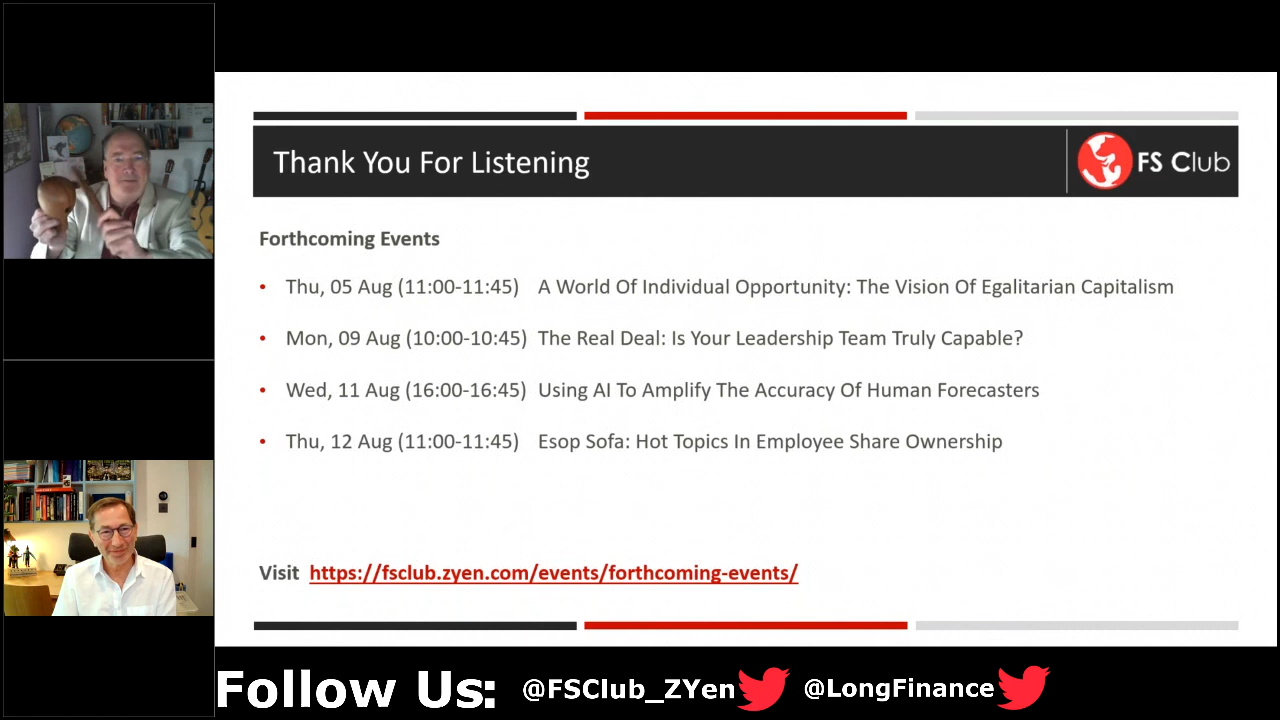 Thank You For Listening
FS Club
Forthcoming Events
• Thu, 05 Aug (11:00-11:45) A World Of Individual Opportunity: The Vision Of Egalitarian Capitalism
• Mon, 09 Aug (10:00-10:45) The Real Deal: Is Your Leadership Team Truly Capable?
• Wed, 11 Aug (16:00-16:45) Using AI To Amplify The Accuracy Of Human Forecasters
• Thu, 12 Aug (11:00-11:45) Esop Sofa: Hot Topics In Employee Share Ownership
Visit https://fsclub.zyen.com/events/forthcoming-events/
Follow Us: @FSClub_ZYen @LongFinance